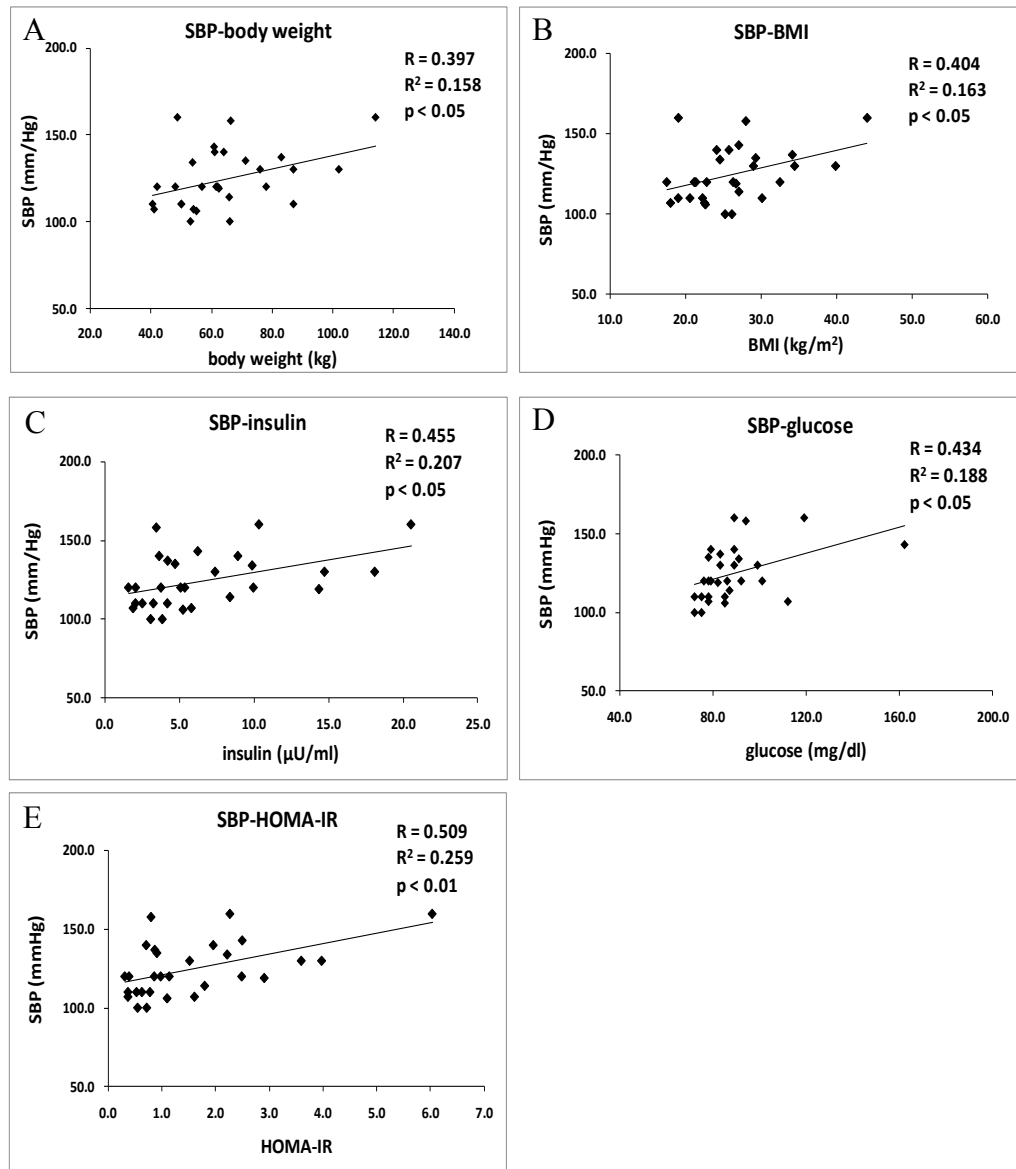 A
SBP-body weight
R = 0.397
R² = 0.158
p < 0.05
200.0
150.0
100.0
50.0
SBP (mm/Hg)
20.0 40.0 60.0 80.0 100.0 120.0 140.0
body weight (kg)
B
SBP-BMI
R = 0.404
R² = 0.163
p < 0.05
200.0
150.0
100.0
50.0
SBP (mm/Hg)
10.0 20.0 30.0 40.0 50.0 60.0
BMI (kg/m²)
C
SBP-insulin
R = 0.455
R² = 0.207
p < 0.05
200.0
150.0
100.0
50.0
SBP (mm/Hg)
0.0 5.0 10.0 15.0 20.0 25.0
insulin (µU/ml)
D
SBP-glucose
R = 0.434
R² = 0.188
p < 0.05
200.0
150.0
100.0
50.0
SBP (mmHg)
40.0 80.0 120.0 160.0 200.0
glucose (mg/dl)
E
SBP-HOMA-IR
R = 0.509
R² = 0.259
p < 0.01
200.0
150.0
100.0
50.0
SBP (mmHg)
0.0 1.0 2.0 3.0 4.0 5.0 6.0 7.0
HOMA-IR